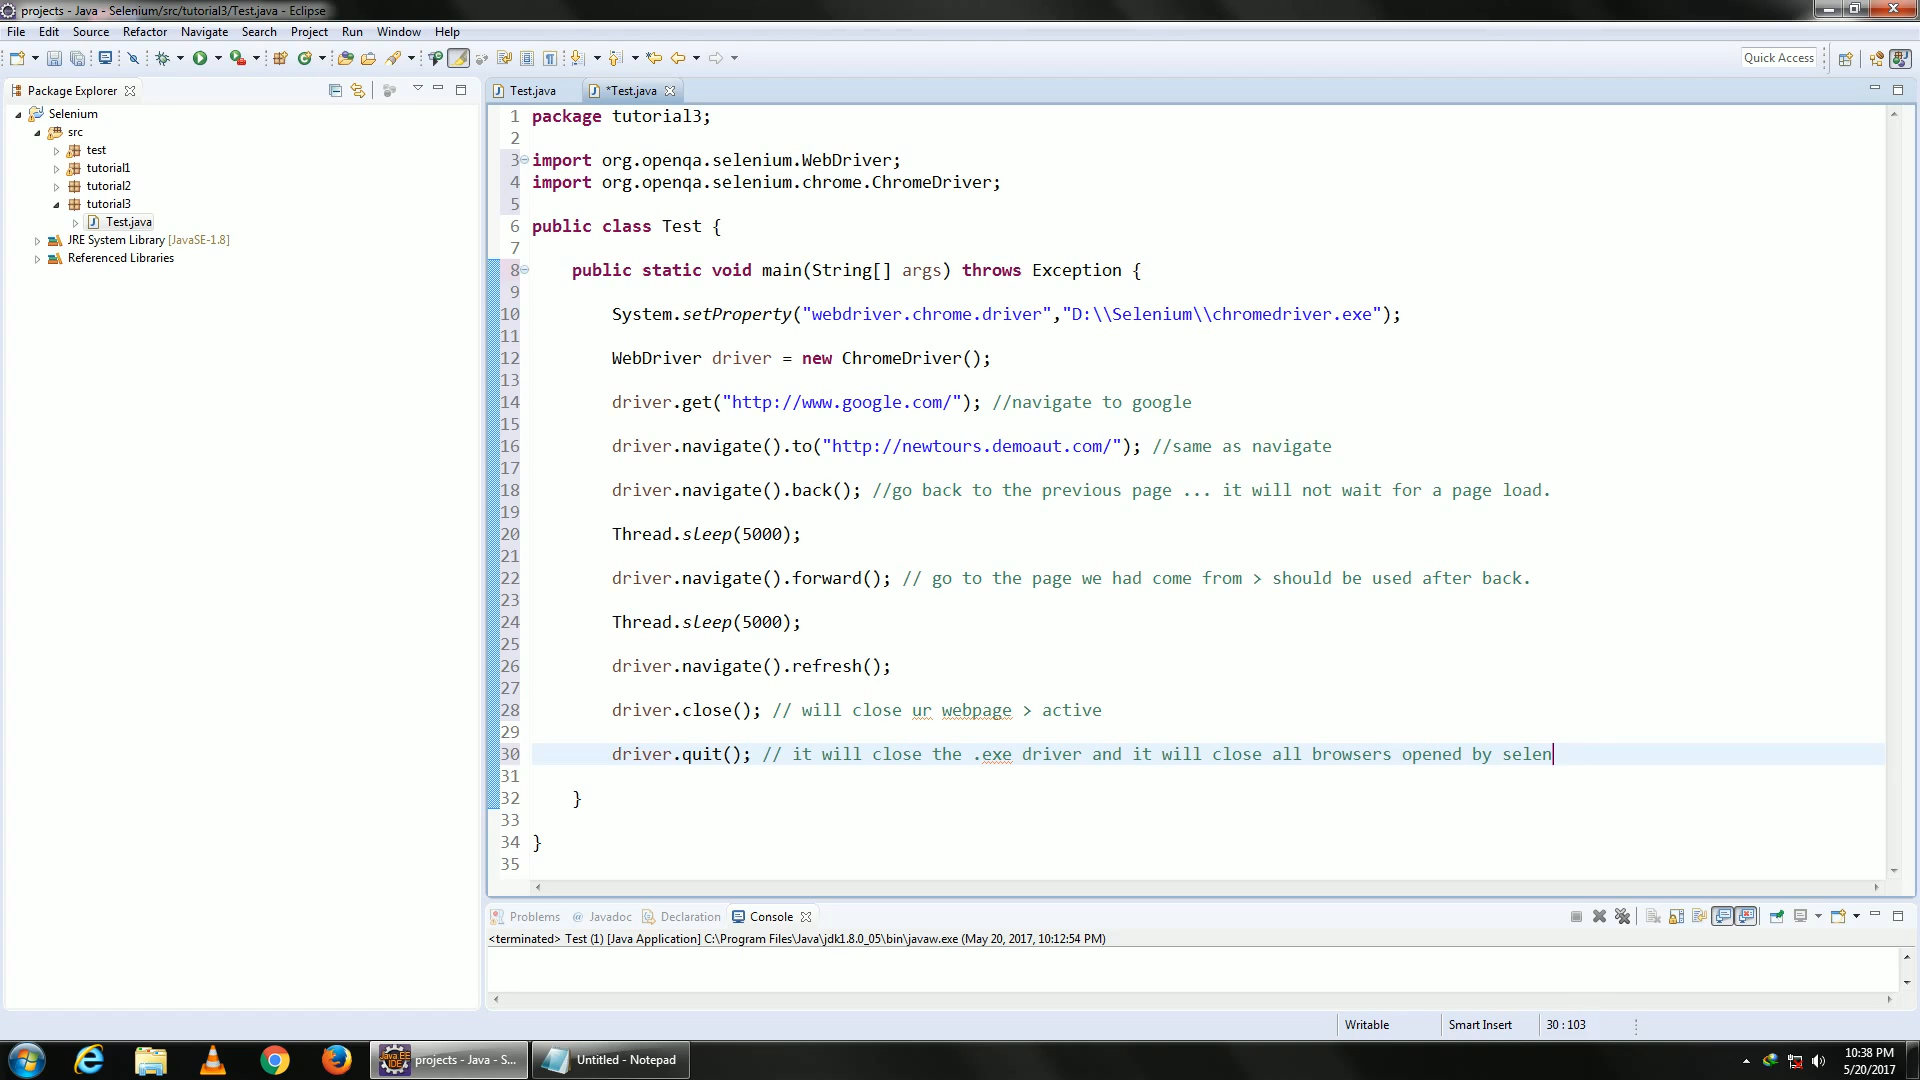 projects - Java - Selenium/src/tutorial3/Test.java - Eclipse
File Edit Source Refactor Navigate Search Project Run Window Help
Quick Access
Package Explorer
Selenium
src
test
tutorial1
tutorial2
tutorial3
Test.java
JRE System Library [JavaSE-1.8]
Referenced Libraries
Test.java *Test.java
1 package tutorial3;
2
3 import org.openqa.selenium.WebDriver;
4 import org.openqa.selenium.chrome.ChromeDriver;
5
6 public class Test {
7
8 public static void main(String[] args) throws Exception {
9
10 System.setProperty("webdriver.chrome.driver","D:\\Selenium\\chromedriver.exe");
11
12 WebDriver driver = new ChromeDriver();
13
14 driver.get("http://www.google.com/"); //navigate to google
15
16 driver.navigate().to("http://newtours.demoaut.com/"); //same as navigate
17
18 driver.navigate().back(); //go back to the previous page ... it will not wait for a page load.
19
20 Thread.sleep(5000);
21
22 driver.navigate().forward(); // go to the page we had come from > should be used after back.
23
24 Thread.sleep(5000);
25
26 driver.navigate().refresh();
27
28 driver.close(); // will close ur webpage > active
29
30 driver.quit(); // it will close the .exe driver and it will close all browsers opened by selen
31
32 }
33
34 }
35
Problems @ Javadoc Declaration Console
<terminated> Test (1) [Java Application] C:\Program Files\Java\jdk1.8.0_05\bin\javaw.exe (May 20, 2017, 10:12:54 PM)
Writable Smart Insert 30 : 103
Java EE IDE projects - Java - S... Untitled - Notepad
10:38 PM
5/20/2017